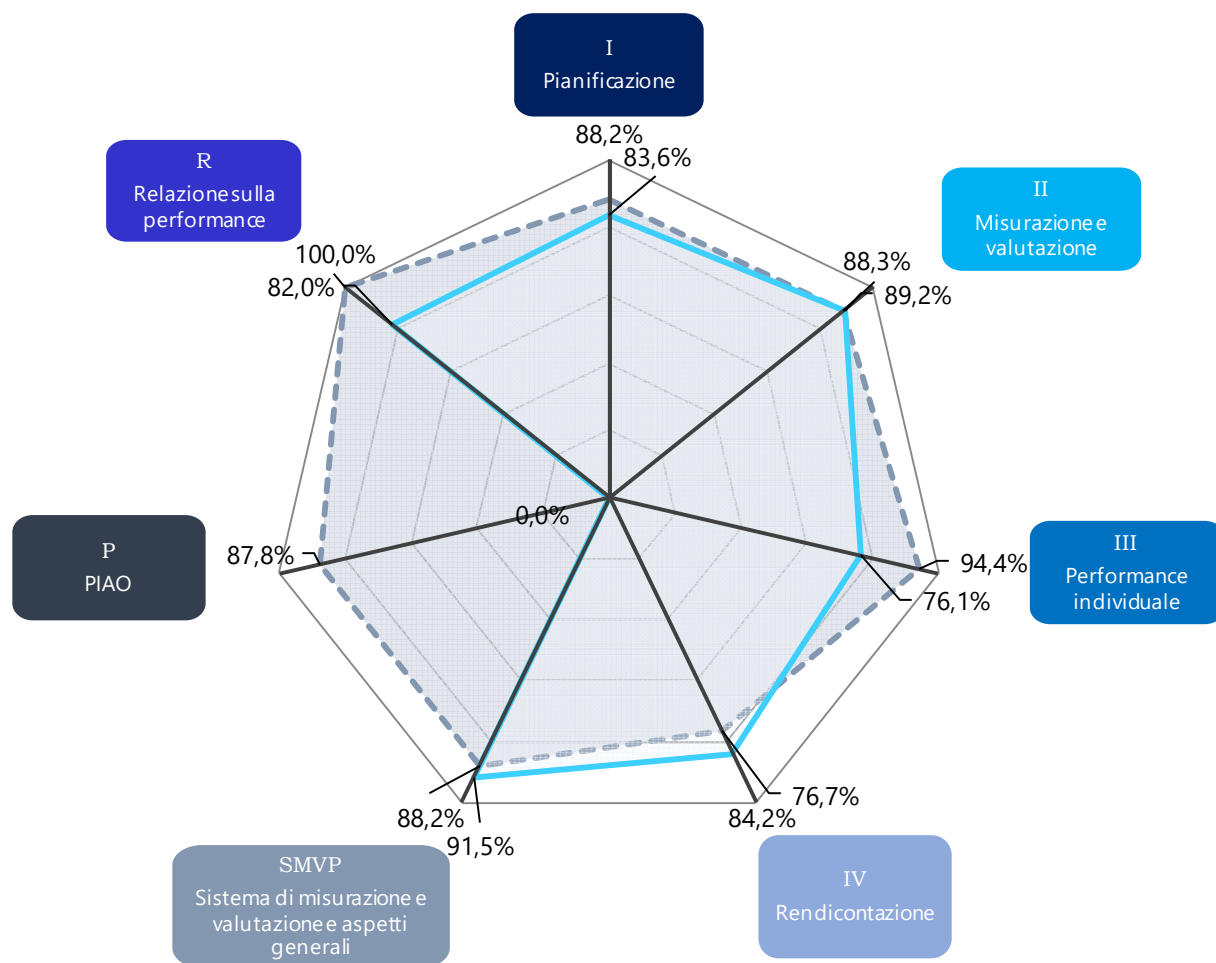 I
Pianificazione
88,2%
83,6%
R
Relazione sulla
performance
100,0%
82,0%
II
Misurazione e
valutazione
88,3%
89,2%
P
PIAO
87,8%
0,0%
94,4%
76,1%
III
Performance
individuale
88,2%
91,5%
76,7%
84,2%
SMVP
Sistema di misurazione e
valutazione e aspetti
generali
IV
Rendicontazione